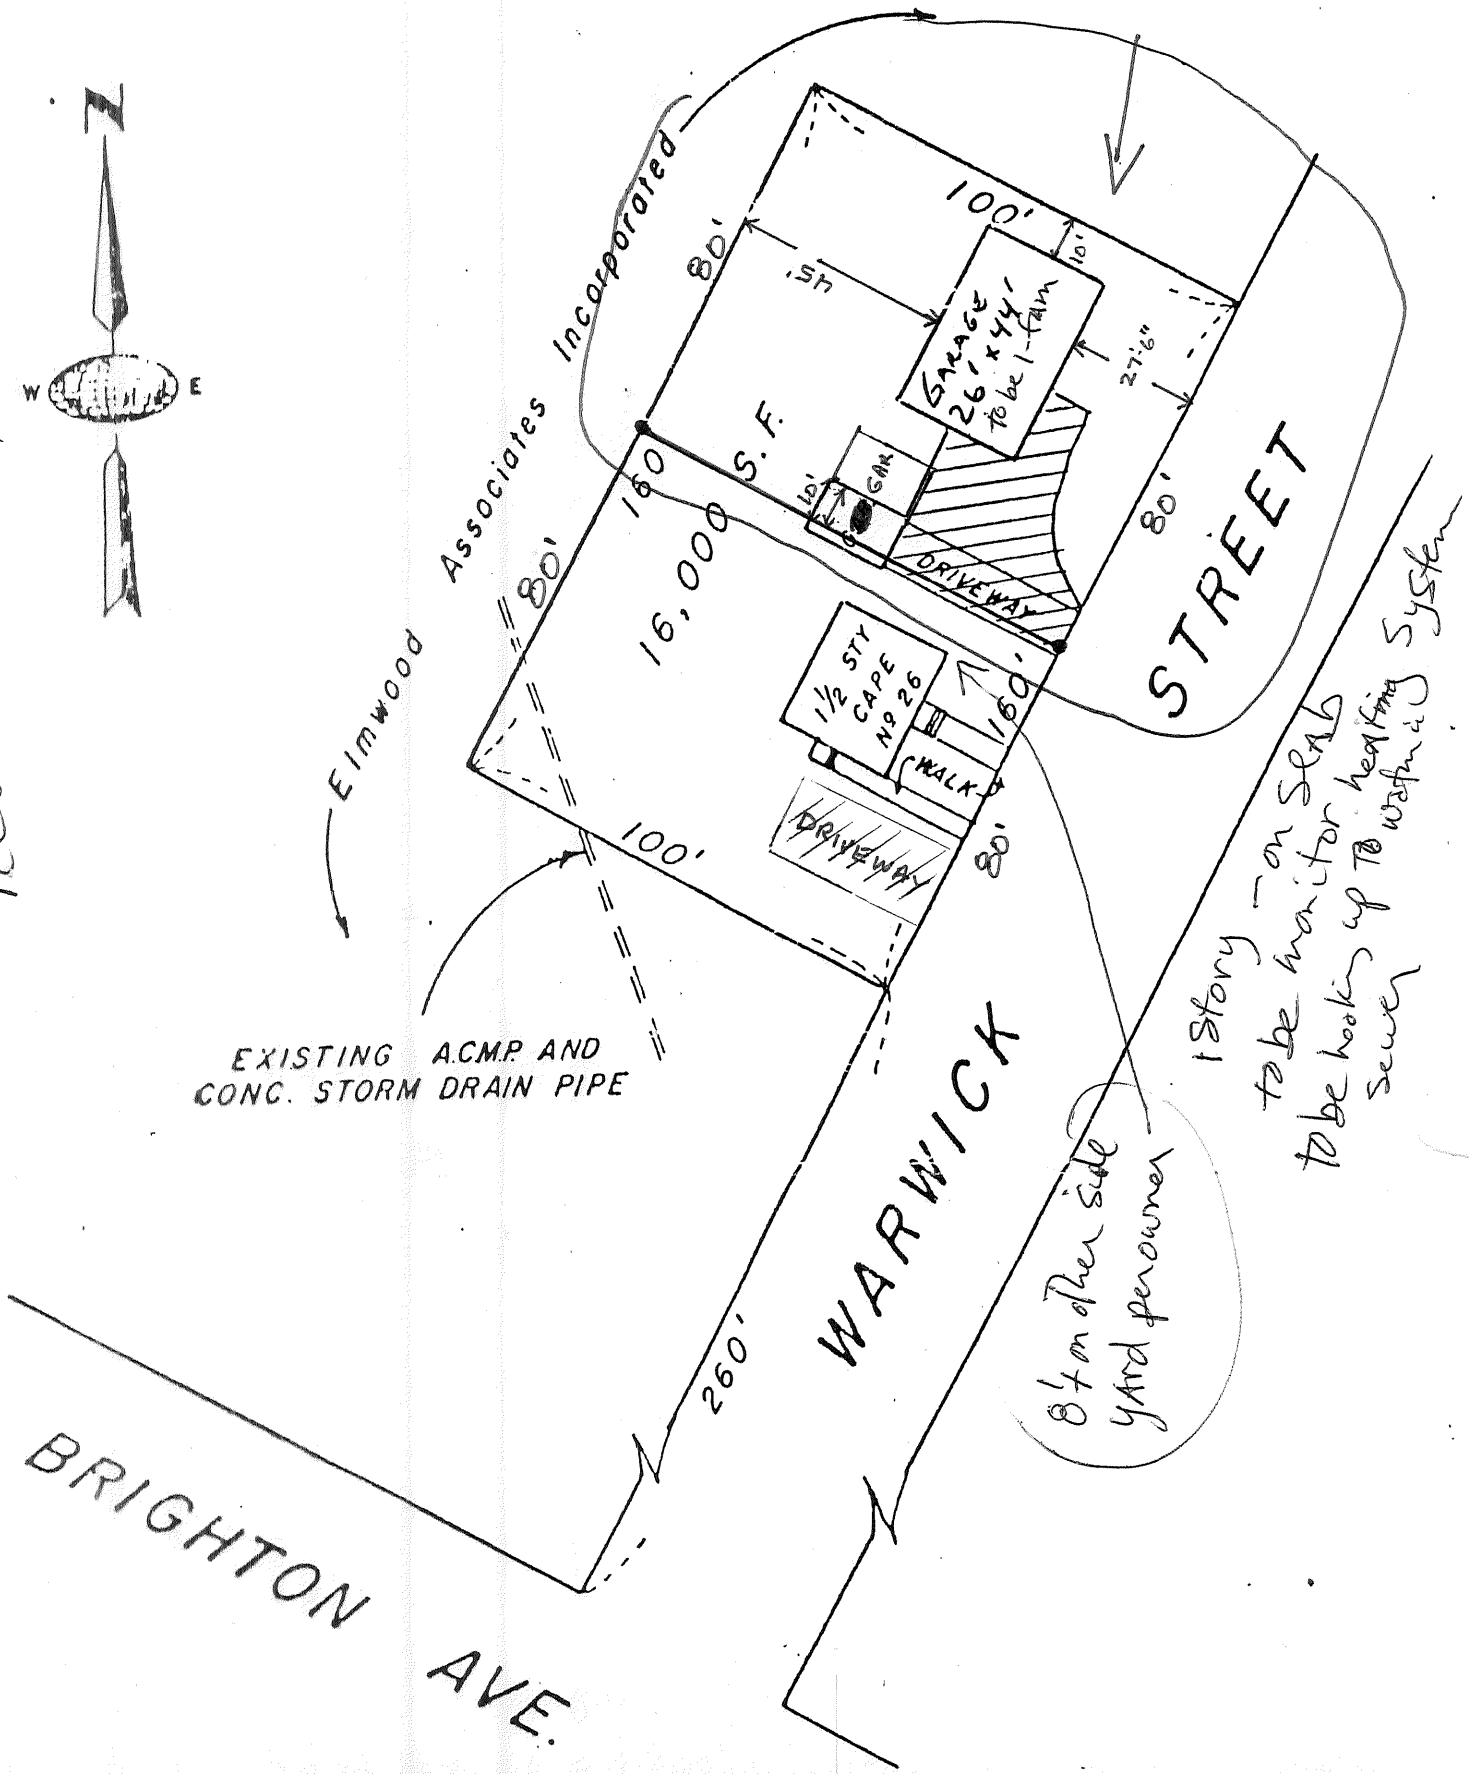 N
W E
Elmwood Associates Incorporated
100'
80'
45'
10'
GARAGE
26' x 44'
to be 1-fam
27'-6"
80'
160
16,000 S.F.
10'
GAR
DRIVEWAY
80'
80'
1 1/2 STY
CAPE
Nº 26
160'
WALK
DRIVEWAY
80'
100'
EXISTING A.C.M.P. AND
CONC. STORM DRAIN PIPE
WARWICK STREET
260'
BRIGHTON AVE.
1 Story - on Slab
to be monitor heating System
to be hooking up To
sewer
8'± on other side
yard per owner